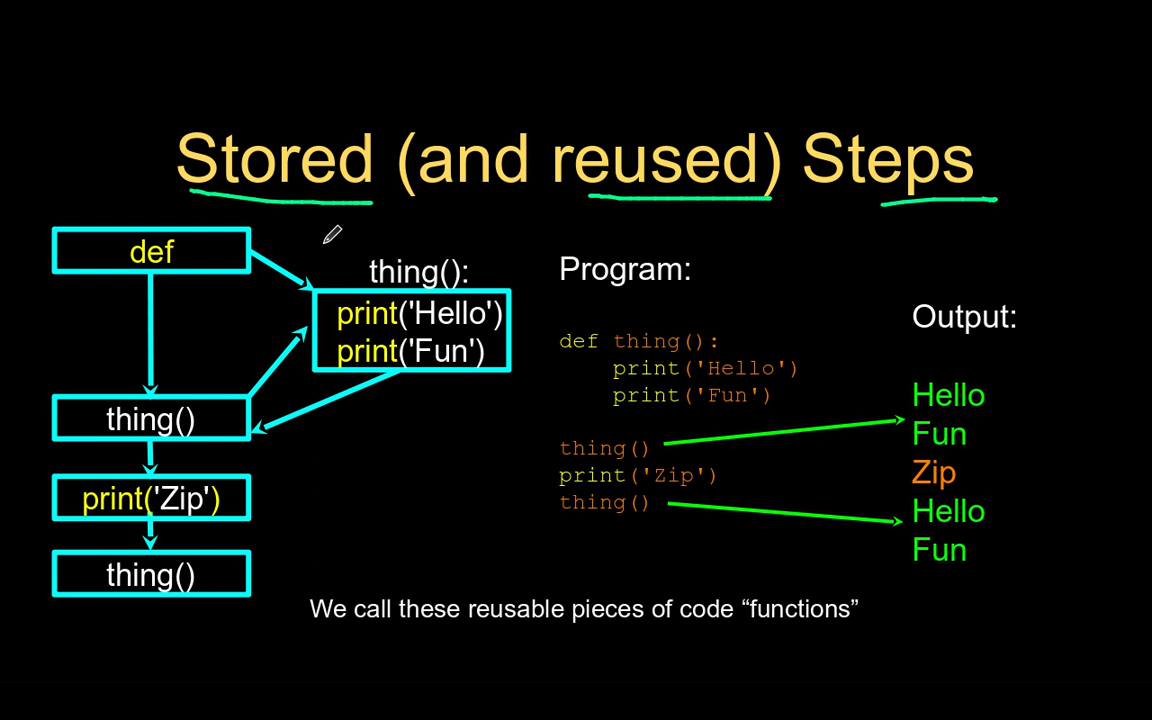 Stored (and reused) Steps
def
thing():
print('Hello')
print('Fun')
thing()
print('Zip')
thing()
Program:
def thing():
    print('Hello')
    print('Fun')
thing()
print('Zip')
thing()
Output:
Hello
Fun
Zip
Hello
Fun
We call these reusable pieces of code “functions”